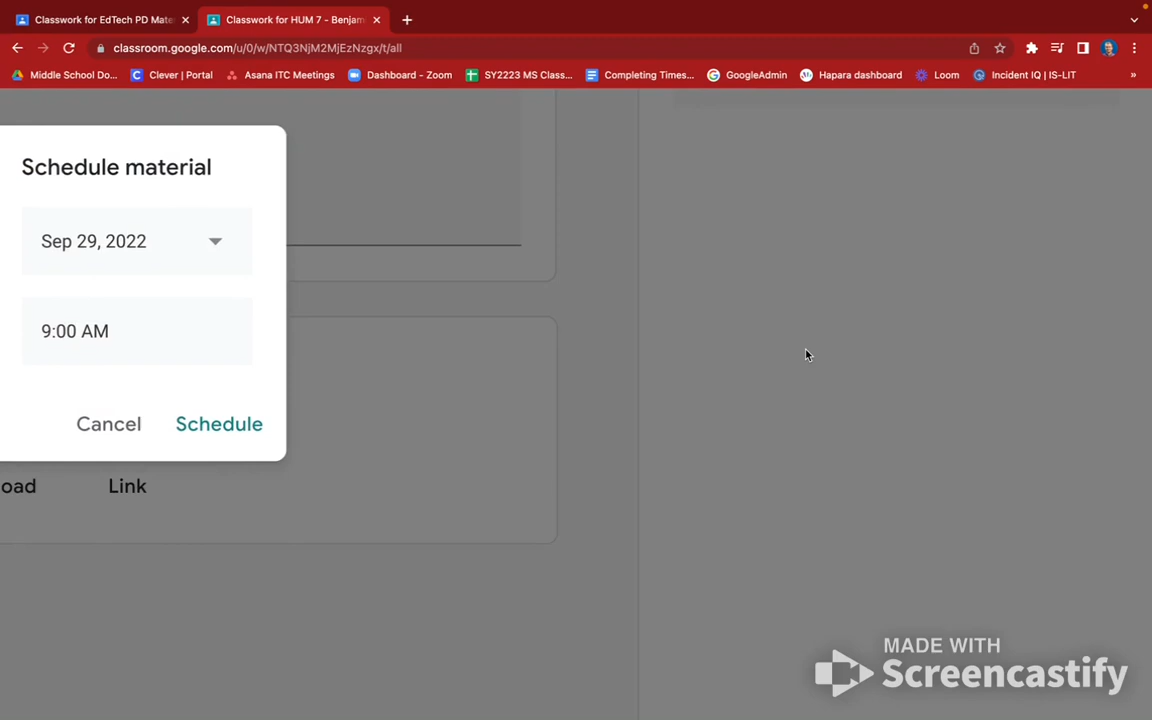 Classwork for EdTech PD Mate
Classwork for HUM 7 - Benjam
classroom.google.com/u/0/w/NTQ3NjM2MjEzNzgx/t/all
Middle School Do...
Clever | Portal
Asana ITC Meetings
Dashboard - Zoom
SY2223 MS Class...
Completing Times...
GoogleAdmin
Hapara dashboard
Loom
Incident IQ | IS-LIT
»
Schedule material
Sep 29, 2022
9:00 AM
Cancel
Schedule
oad
Link
MADE WITH
Screencastify